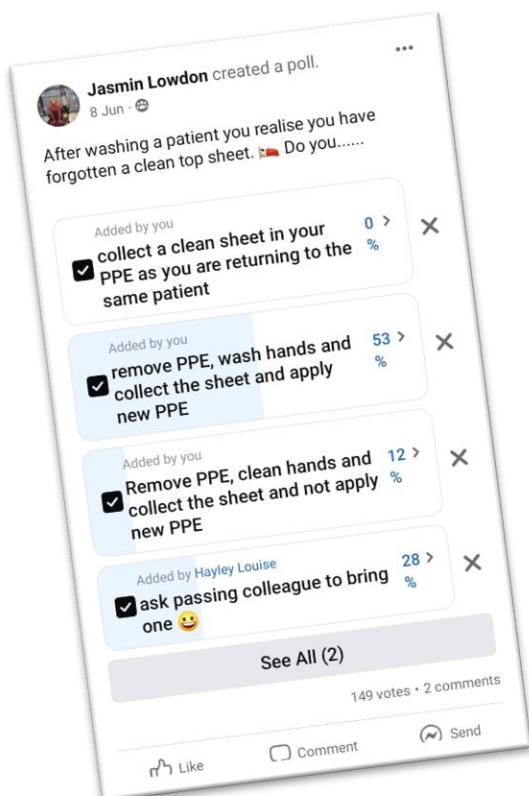 Jasmin Lowdon created a poll.
8 Jun ·
After washing a patient you realise you have
forgotten a clean top sheet. 🛏️ Do you......
Added by you
collect a clean sheet in your
PPE as you are returning to the
same patient
0 %
Added by you
remove PPE, wash hands and
collect the sheet and apply
new PPE
53 %
Added by you
Remove PPE, clean hands and
collect the sheet and not apply
new PPE
12 %
Added by Hayley Louise
ask passing colleague to bring
one 😀
28 %
See All (2)
149 votes • 2 comments
Like
Comment
Send